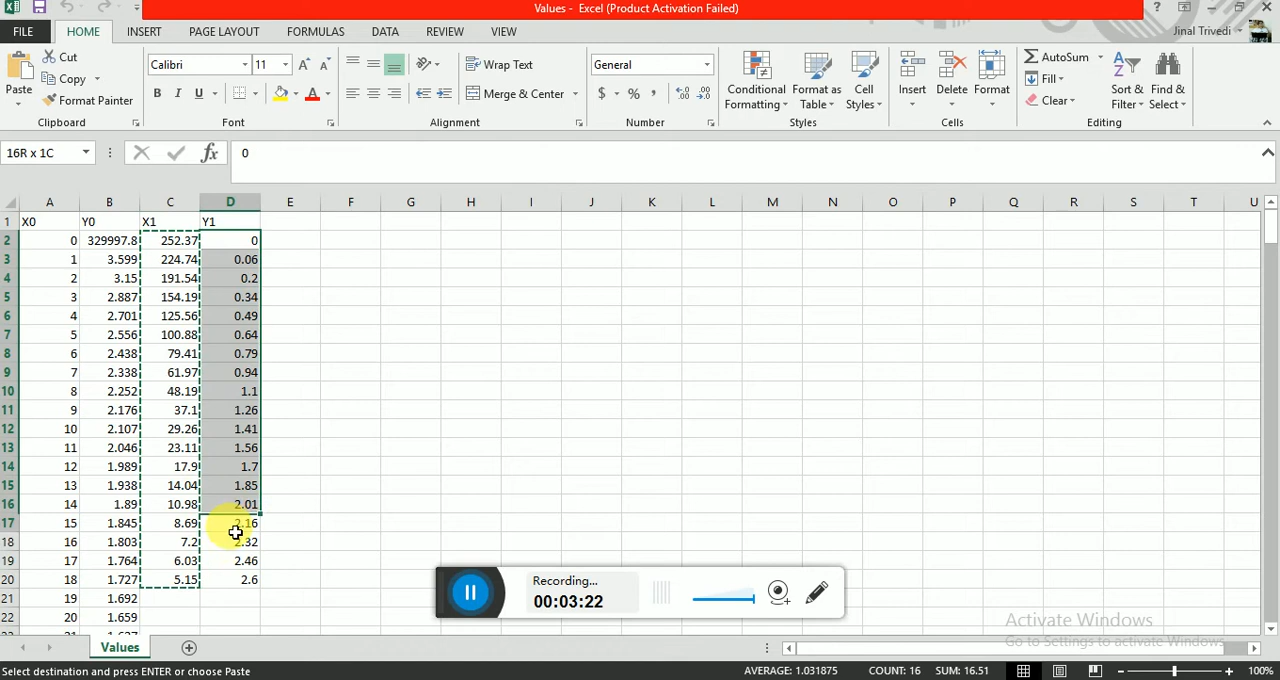 Values - Excel (Product Activation Failed)
FILE HOME INSERT PAGE LAYOUT FORMULAS DATA REVIEW VIEW Jinal Trivedi
Paste Cut Copy Format Painter Clipboard
Calibri 11 B I U A Font
Wrap Text Merge & Center Alignment
General $ % , Number
Conditional Formatting Format as Table Cell Styles Styles
Insert Delete Format Cells
AutoSum Fill Clear Sort & Filter Find & Select Editing
16R x 1C fx 0
A B C D E F G H I J K L M N O P Q R S T U
1 X0 Y0 X1 Y1
2 0 329997.8 252.37 0
3 1 3.599 224.74 0.06
4 2 3.15 191.54 0.2
5 3 2.887 154.19 0.34
6 4 2.701 125.56 0.49
7 5 2.556 100.88 0.64
8 6 2.438 79.41 0.79
9 7 2.338 61.97 0.94
10 8 2.252 48.19 1.1
11 9 2.176 37.1 1.26
12 10 2.107 29.26 1.41
13 11 2.046 23.11 1.56
14 12 1.989 17.9 1.7
15 13 1.938 14.04 1.85
16 14 1.89 10.98 2.01
17 15 1.845 8.69 2.16
18 16 1.803 7.2 2.32
19 17 1.764 6.03 2.46
20 18 1.727 5.15 2.6
21 19 1.692
22 20 1.659
Recording...
00:03:22
Activate Windows
Go to Settings to activate Windows.
Values
Select destination and press ENTER or choose Paste AVERAGE: 1.031875 COUNT: 16 SUM: 16.51 100%